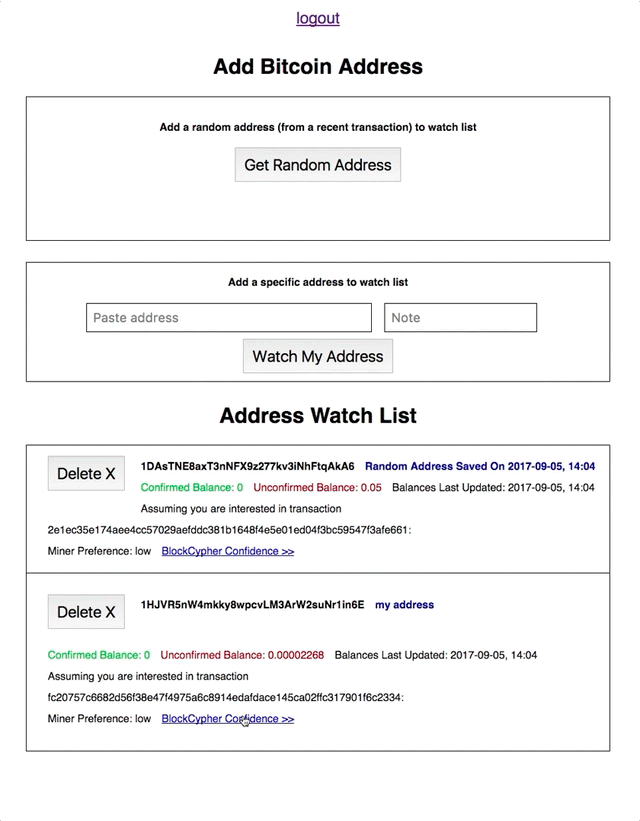 logout
Add Bitcoin Address
Add a random address (from a recent transaction) to watch list
Get Random Address
Add a specific address to watch list
Paste address Note
Watch My Address
Address Watch List
Delete X 1DAsTNE8axT3nNFX9z277kv3iNhFtqAkA6 Random Address Saved On 2017-09-05, 14:04
Confirmed Balance: 0 Unconfirmed Balance: 0.05 Balances Last Updated: 2017-09-05, 14:04
Assuming you are interested in transaction
2e1ec35e174aee4cc57029aefddc381b1648f4e5e01ed04f3bc59547f3afe661:
Miner Preference: low BlockCypher Confidence >>
Delete X 1HJVR5nW4mkky8wpcvLM3ArW2suNr1in6E my address
Confirmed Balance: 0 Unconfirmed Balance: 0.00002268 Balances Last Updated: 2017-09-05, 14:04
Assuming you are interested in transaction
fc20757c6682d56f38e47f4975a6c8914edafdace145ca02ffc317901f6c2334:
Miner Preference: low BlockCypher Confidence >>